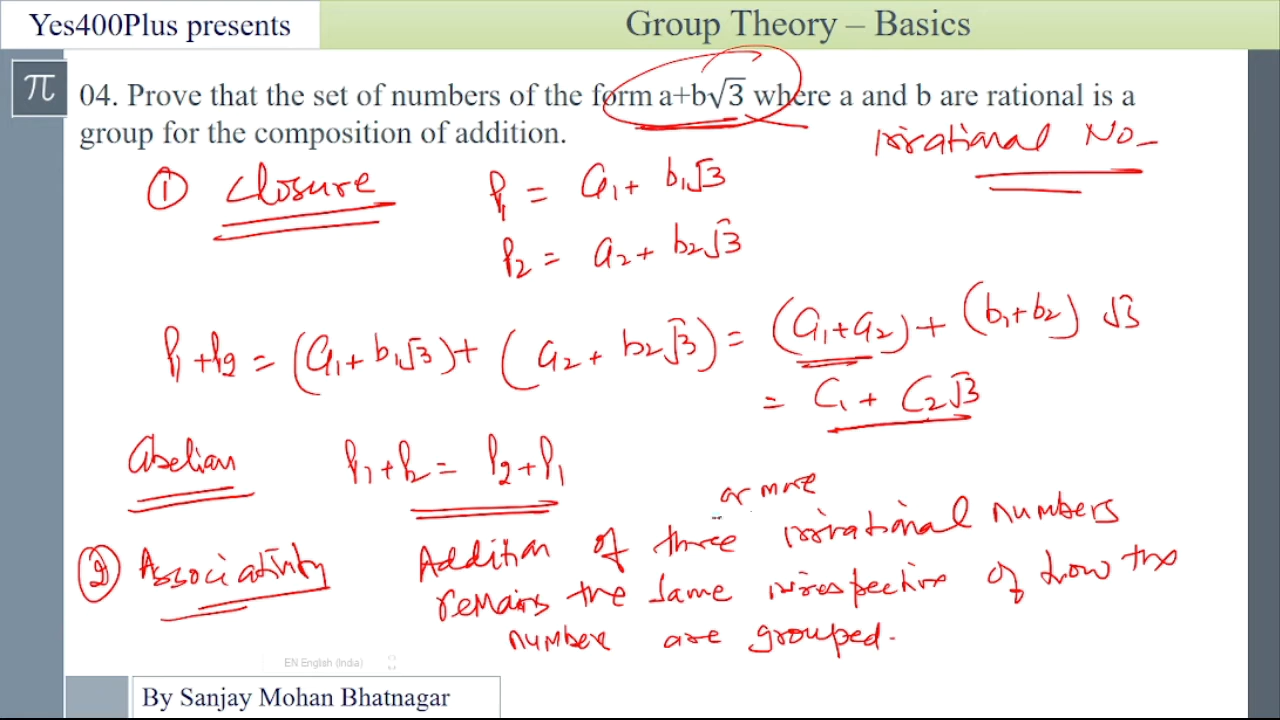 Yes400Plus presents
Group Theory – Basics
π
04. Prove that the set of numbers of the form a+b√3 where a and b are rational is a
group for the composition of addition.
irrational No-
① Closure
P₁ = a₁ + b₁√3
P₂ = a₂ + b₂√3
P₁ + P₂ = (a₁ + b₁√3) + (a₂ + b₂√3) = (a₁+a₂) + (b₁+b₂) √3
= C₁ + C₂√3
Abelian P₁ + P₂ = P₂ + P₁
or more
② Associativity Addition of three irrational numbers
remains the same irrespective of how the
number are grouped.
EN English (India)
By Sanjay Mohan Bhatnagar